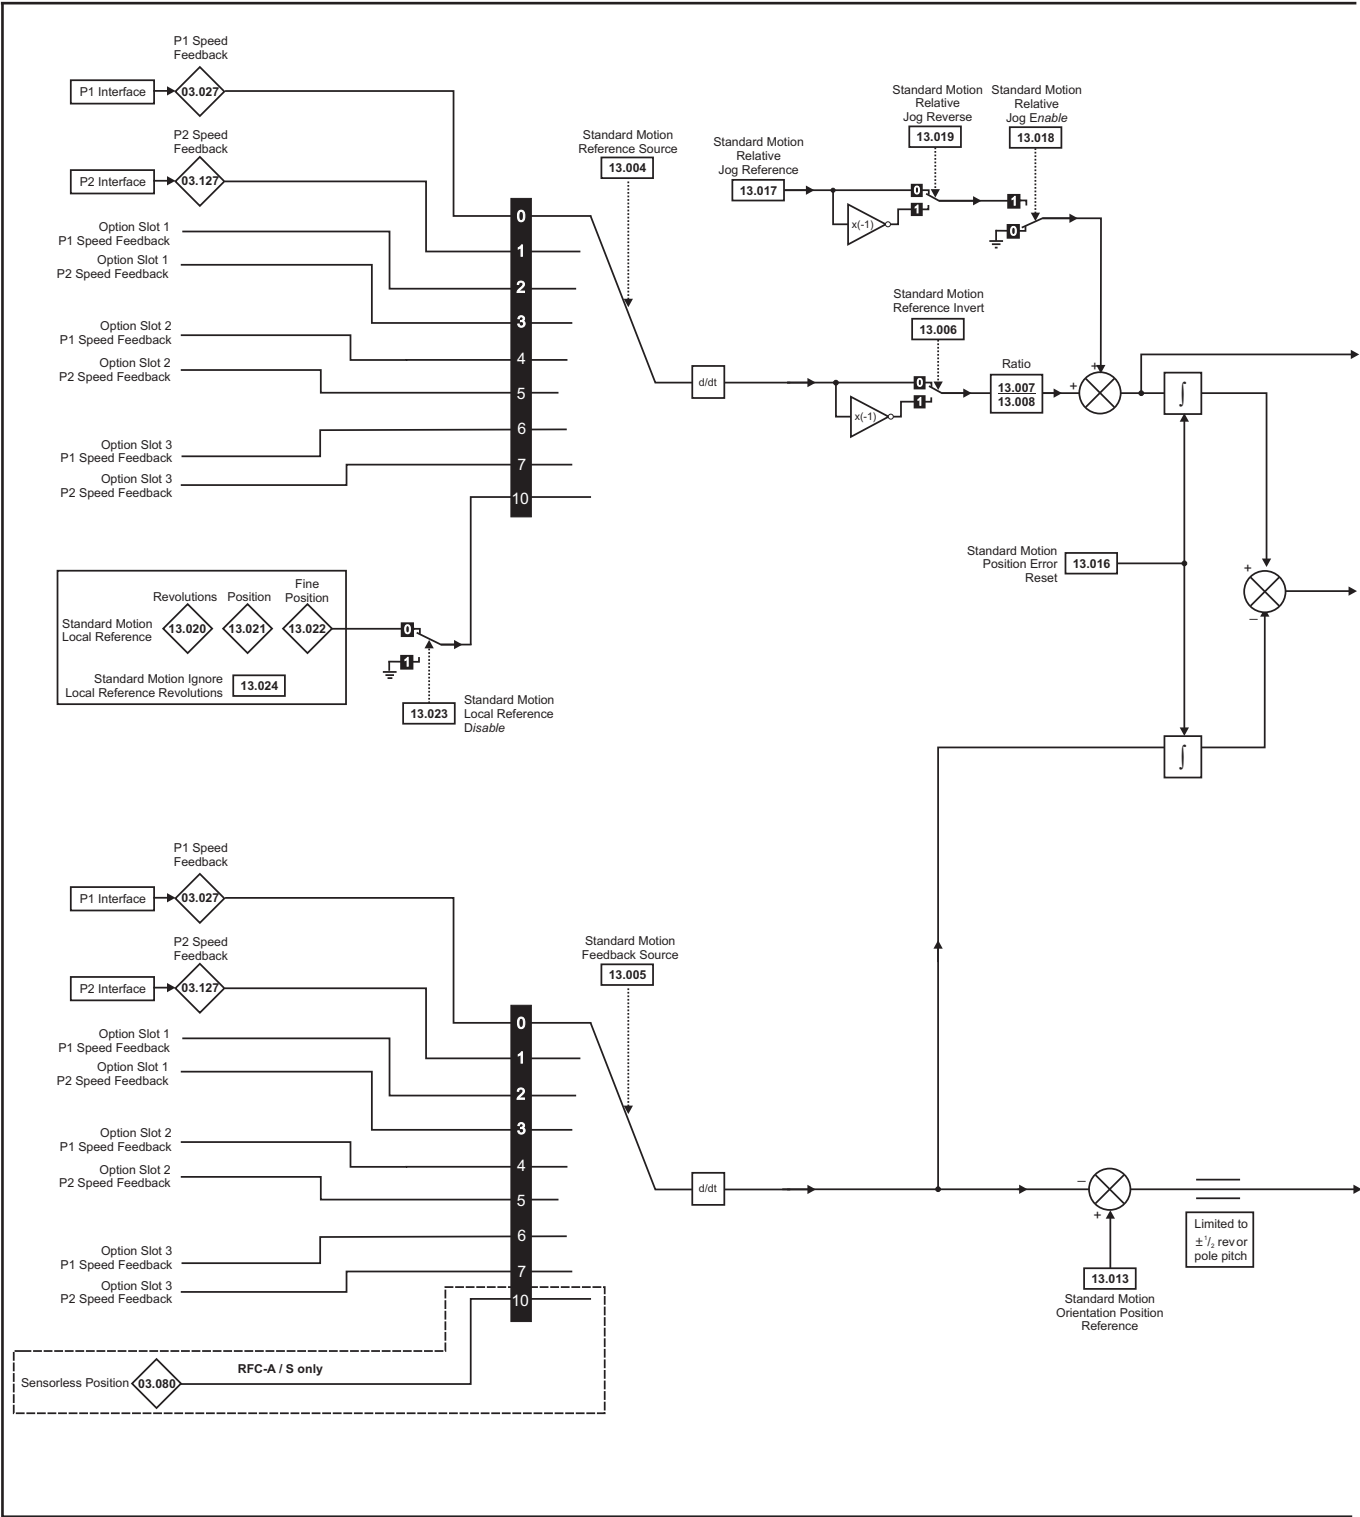 P1 Speed
Feedback
P1 Interface
03.027
P2 Speed
Feedback
P2 Interface
03.127
Option Slot 1
P1 Speed Feedback
Option Slot 1
P2 Speed Feedback
Option Slot 2
P1 Speed Feedback
Option Slot 2
P2 Speed Feedback
Option Slot 3
P1 Speed Feedback
Option Slot 3
P2 Speed Feedback
0
1
2
3
4
5
6
7
10
Standard Motion
Reference Source
13.004
d/dt
Standard Motion
Relative
Jog Reference
13.017
x(-1)
Standard Motion
Relative
Jog Reverse
13.019
0
1
Standard Motion
Relative
Jog Enable
13.018
1
0
Standard Motion
Reference Invert
13.006
x(-1)
0
1
Ratio
13.007
13.008
+
+
∫
Standard Motion
Position Error
Reset
13.016
+
−
∫
Revolutions
Position
Fine
Position
Standard Motion
Local Reference
13.020
13.021
13.022
Standard Motion Ignore
Local Reference Revolutions
13.024
0
1
13.023
Standard Motion
Local Reference
Disable
P1 Speed
Feedback
P1 Interface
03.027
P2 Speed
Feedback
P2 Interface
03.127
Option Slot 1
P1 Speed Feedback
Option Slot 1
P2 Speed Feedback
Option Slot 2
P1 Speed Feedback
Option Slot 2
P2 Speed Feedback
Option Slot 3
P1 Speed Feedback
Option Slot 3
P2 Speed Feedback
0
1
2
3
4
5
6
7
10
Standard Motion
Feedback Source
13.005
d/dt
−
+
13.013
Standard Motion
Orientation Position
Reference
Limited to
±1/2 rev or
pole pitch
RFC-A / S only
Sensorless Position
03.080